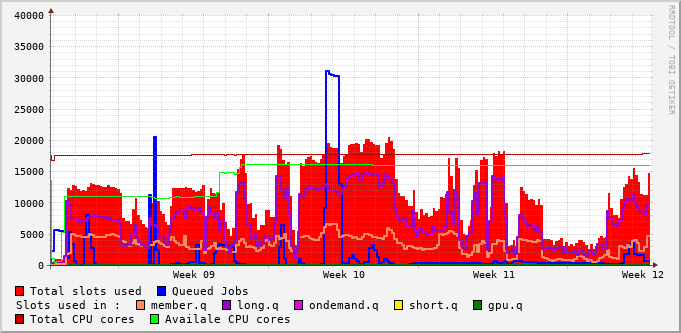 40000
35000
30000
25000
20000
15000
10000
5000
0
Week 09 Week 10 Week 11 Week 12
RRDTOOL / TOBI OETIKER
Total slots used Queued Jobs
Slots used in : member.q long.q ondemand.q short.q gpu.q
Total CPU cores Availale CPU cores